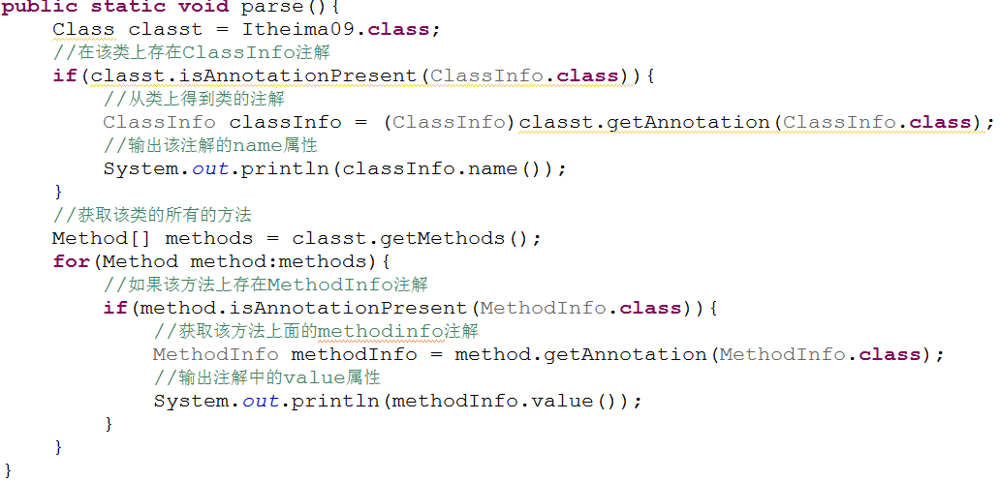 public static void parse(){
    Class classt = Itheima09.class;
    //在该类上存在ClassInfo注解
    if(classt.isAnnotationPresent(ClassInfo.class)){
        //从类上得到类的注解
        ClassInfo classInfo = (ClassInfo)classt.getAnnotation(ClassInfo.class);
        //输出该注解的name属性
        System.out.println(classInfo.name());
    }
    //获取该类的所有的方法
    Method[] methods = classt.getMethods();
    for(Method method:methods){
        //如果该方法上存在MethodInfo注解
        if(method.isAnnotationPresent(MethodInfo.class)){
            //获取该方法上面的methodinfo注解
            MethodInfo methodInfo = method.getAnnotation(MethodInfo.class);
            //输出注解中的value属性
            System.out.println(methodInfo.value());
        }
    }
}